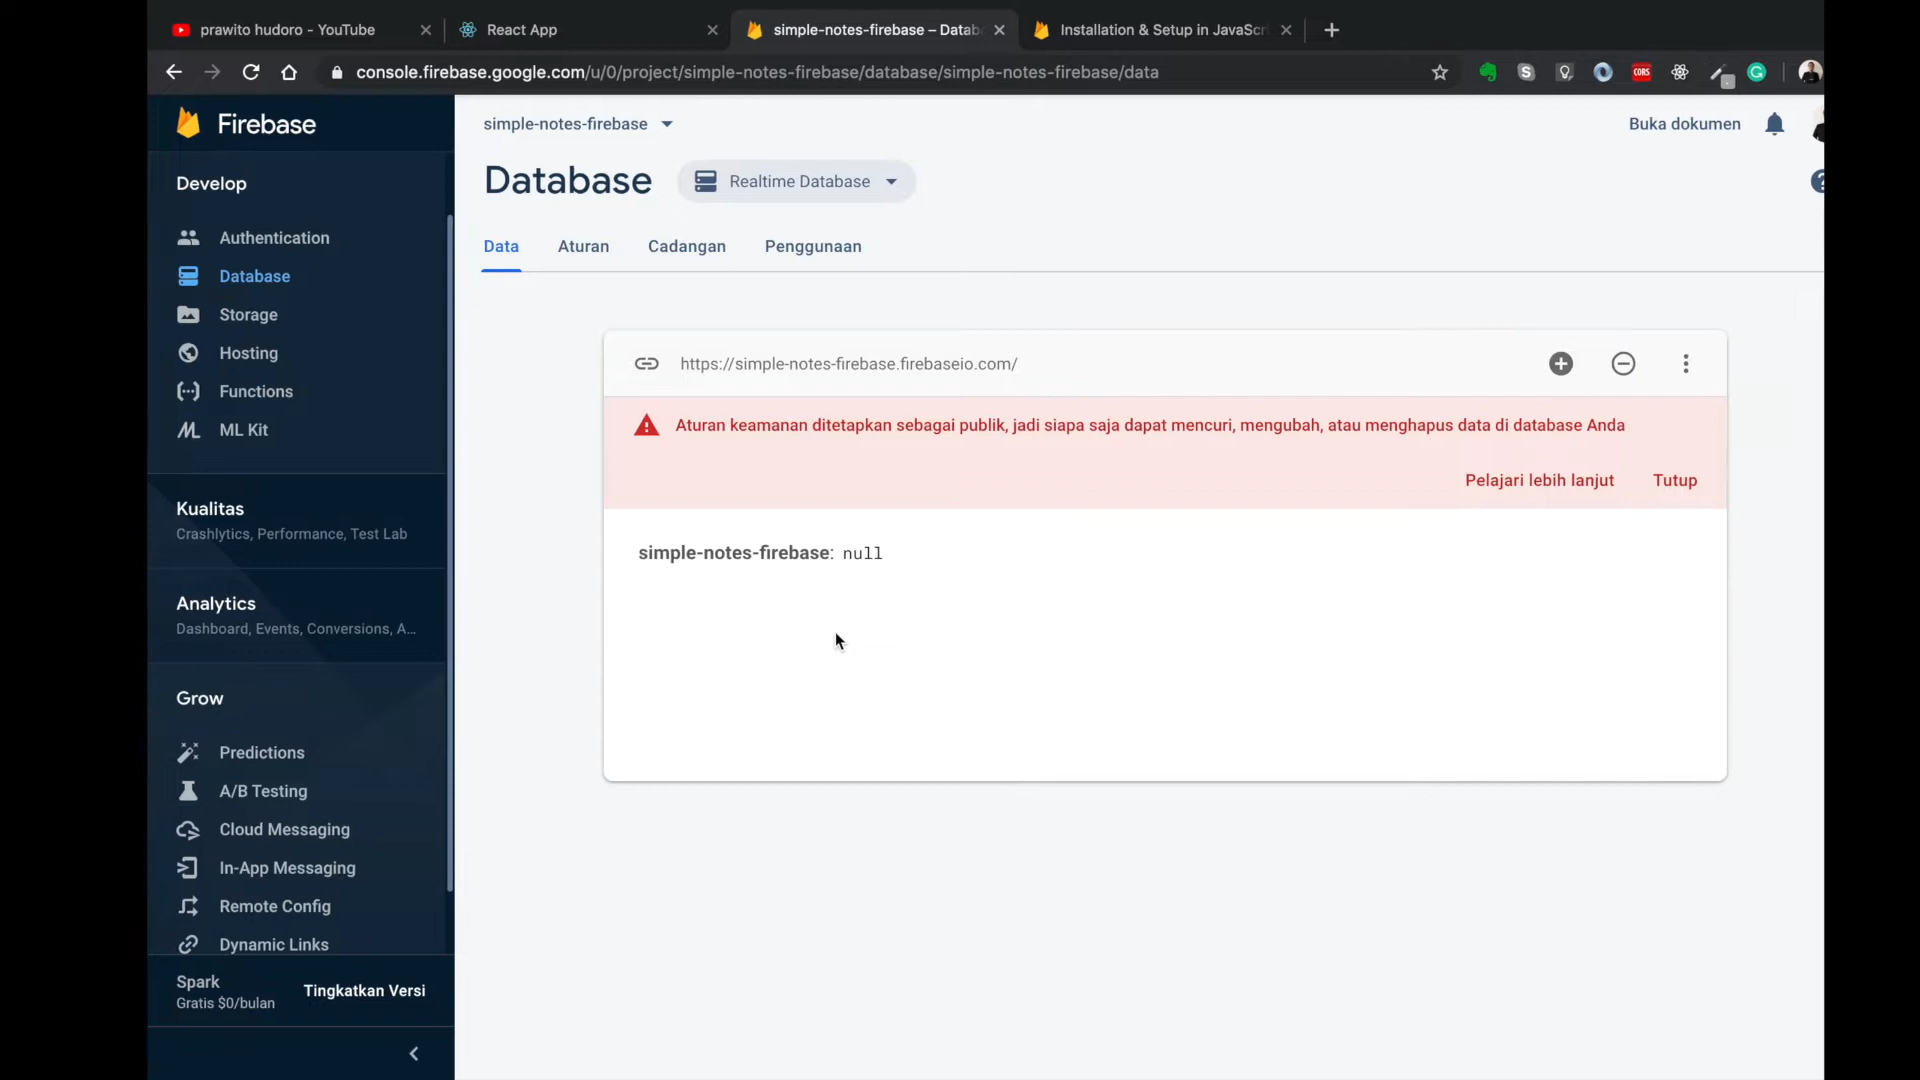 prawito hudoro - YouTube
React App
simple-notes-firebase – Datab
Installation & Setup in JavaScri
console.firebase.google.com/u/0/project/simple-notes-firebase/database/simple-notes-firebase/data
CORS
Firebase
simple-notes-firebase
Buka dokumen
Develop
Database
Realtime Database
Authentication
Data
Aturan
Cadangan
Penggunaan
Database
Storage
Hosting
https://simple-notes-firebase.firebaseio.com/
Functions
ML Kit
Aturan keamanan ditetapkan sebagai publik, jadi siapa saja dapat mencuri, mengubah, atau menghapus data di database Anda
Pelajari lebih lanjut
Tutup
Kualitas
Crashlytics, Performance, Test Lab
simple-notes-firebase: null
Analytics
Dashboard, Events, Conversions, A...
Grow
Predictions
A/B Testing
Cloud Messaging
In-App Messaging
Remote Config
Dynamic Links
Spark
Gratis $0/bulan
Tingkatkan Versi